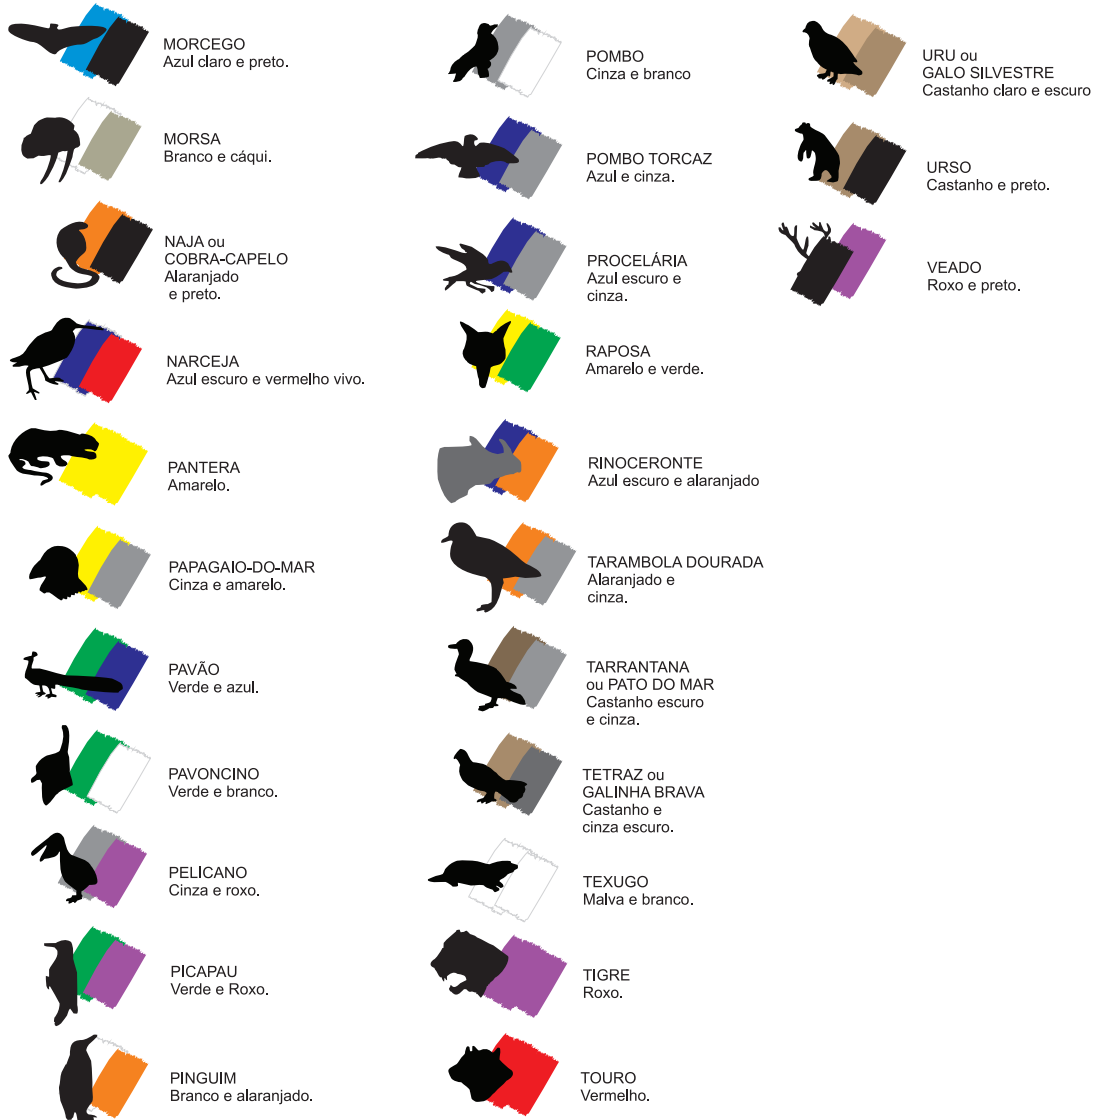 MORCEGO
Azul claro e preto.
MORSA
Branco e cáqui.
NAJA ou
COBRA-CAPELO
Alaranjado
e preto.
NARCEJA
Azul escuro e vermelho vivo.
PANTERA
Amarelo.
PAPAGAIO-DO-MAR
Cinza e amarelo.
PAVÃO
Verde e azul.
PAVONCINO
Verde e branco.
PELICANO
Cinza e roxo.
PICAPAU
Verde e Roxo.
PINGUIM
Branco e alaranjado.
POMBO
Cinza e branco
POMBO TORCAZ
Azul e cinza.
PROCELÁRIA
Azul escuro e
cinza.
RAPOSA
Amarelo e verde.
RINOCERONTE
Azul escuro e alaranjado
TARAMBOLA DOURADA
Alaranjado e
cinza.
TARRANTANA
ou PATO DO MAR
Castanho escuro
e cinza.
TETRAZ ou
GALINHA BRAVA
Castanho e
cinza escuro.
TEXUGO
Malva e branco.
TIGRE
Roxo.
TOURO
Vermelho.
URU ou
GALO SILVESTRE
Castanho claro e escuro
URSO
Castanho e preto.
VEADO
Roxo e preto.